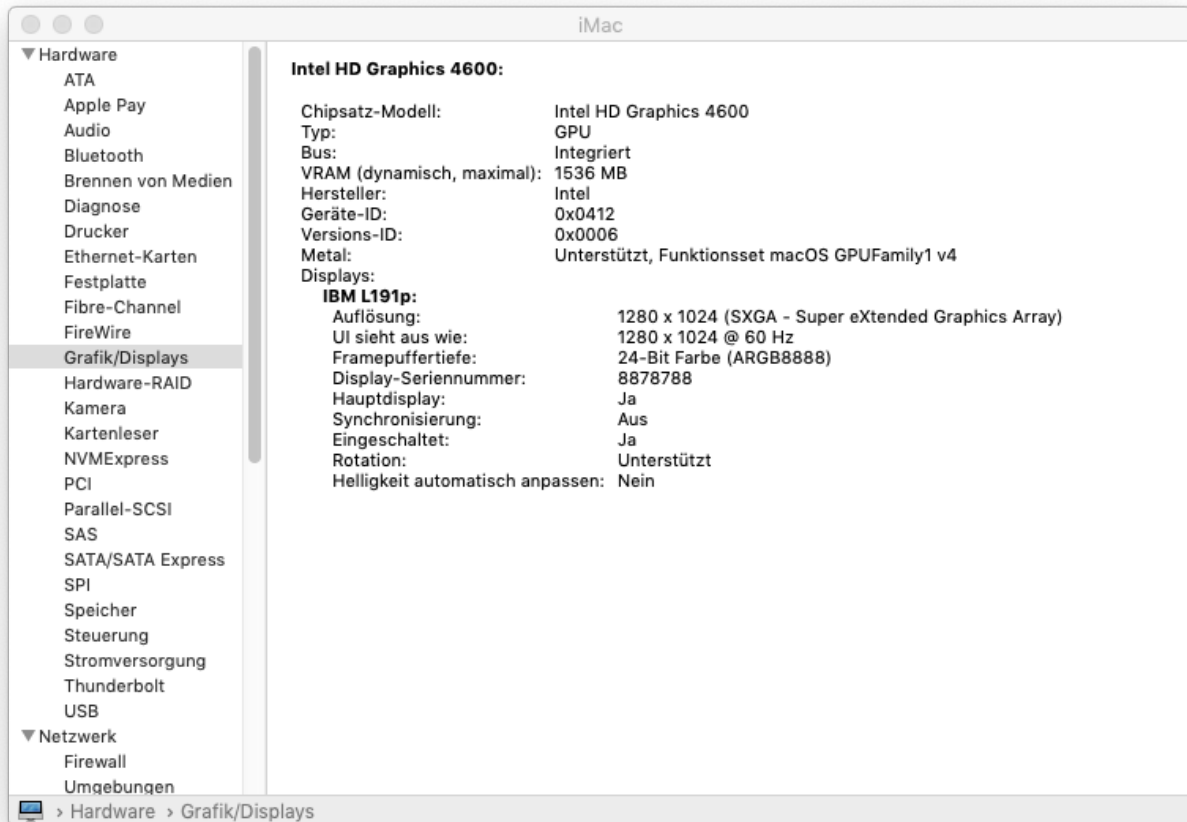 iMac
Hardware
ATA
Apple Pay
Audio
Bluetooth
Brennen von Medien
Diagnose
Drucker
Ethernet-Karten
Festplatte
Fibre-Channel
FireWire
Grafik/Displays
Hardware-RAID
Kamera
Kartenleser
NVMExpress
PCI
Parallel-SCSI
SAS
SATA/SATA Express
SPI
Speicher
Steuerung
Stromversorgung
Thunderbolt
USB
Netzwerk
Firewall
Umgebungen
Intel HD Graphics 4600:
Chipsatz-Modell: Intel HD Graphics 4600
Typ: GPU
Bus: Integriert
VRAM (dynamisch, maximal): 1536 MB
Hersteller: Intel
Geräte-ID: 0x0412
Versions-ID: 0x0006
Metal: Unterstützt, Funktionsset macOS GPUFamily1 v4
Displays:
IBM L191p:
Auflösung: 1280 x 1024 (SXGA - Super eXtended Graphics Array)
UI sieht aus wie: 1280 x 1024 @ 60 Hz
Framepuffertiefe: 24-Bit Farbe (ARGB8888)
Display-Seriennummer: 8878788
Hauptdisplay: Ja
Synchronisierung: Aus
Eingeschaltet: Ja
Rotation: Unterstützt
Helligkeit automatisch anpassen: Nein
› Hardware › Grafik/Displays